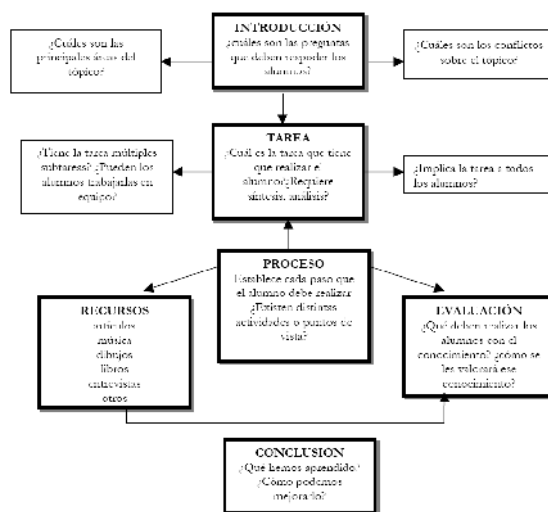 INTRODUCCIÓN
¿cuáles son las preguntas
que deben responder los
alumnos?
¿Cuáles son las
principales áreas del
tópico?
¿Cuáles son los conflictos
sobre el tópico?
TAREA
¿Cuál es la tarea que tiene
que realizar el
alumno?¿Requiere
síntesis, análisis?
¿Tiene la tarea múltiples
subtareas? ¿Pueden los
alumnos trabajarlas en
equipo?
¿Implica la tarea a todos
los alumnos?
PROCESO
Establece cada paso que
el alumno debe realizar
¿Existen distintas
actividades o puntos de
vista?
RECURSOS
artículos
música
dibujos
libros
entrevistas
otros
EVALUACIÓN
¿Qué deben realizar los
alumnos con el
conocimiento? ¿cómo se
les valorará ese
conocimiento?
CONCLUSION
¿Qué hemos aprendido?
¿Cómo podemos
mejorarlo?